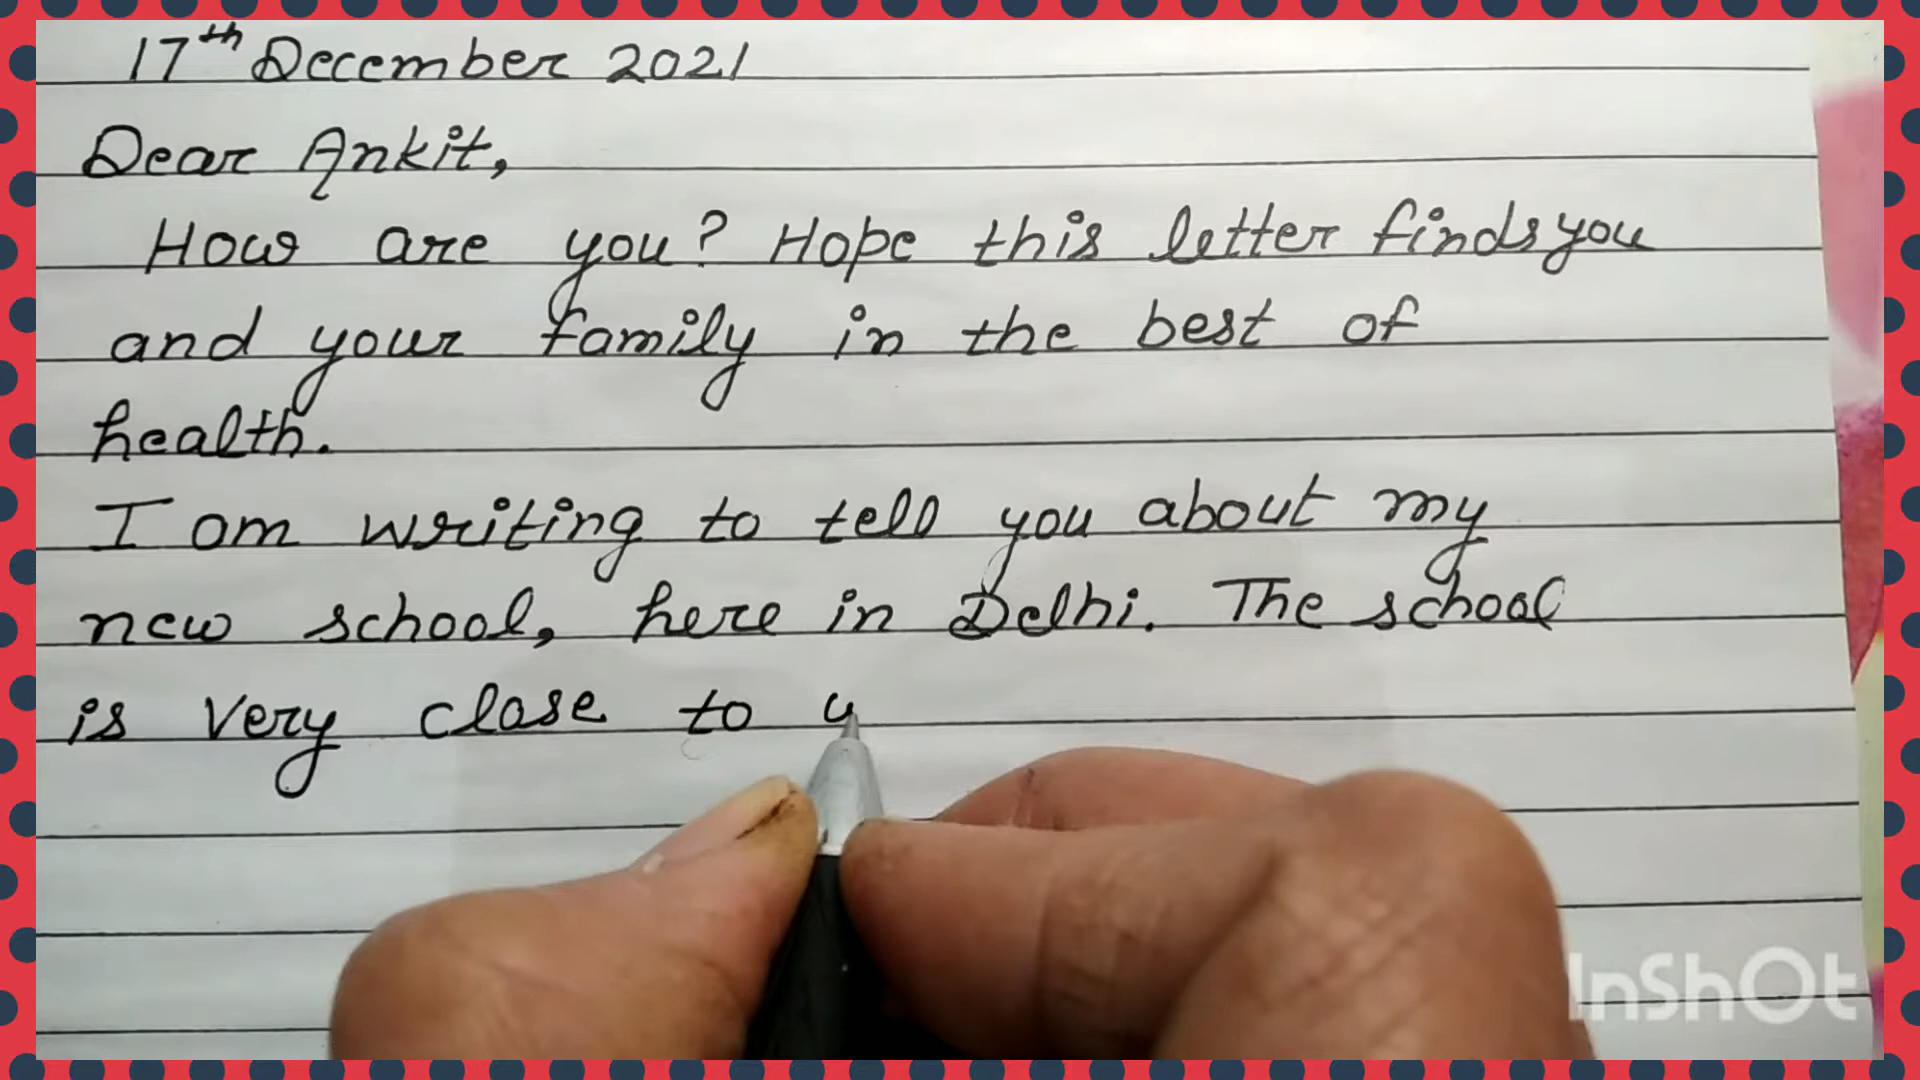 17th December 2021
Dear Ankit,
How are you? Hope this letter finds you
and your family in the best of
health.
I am writing to tell you about my
new school, here in Delhi. The school
is very close to
InShOt